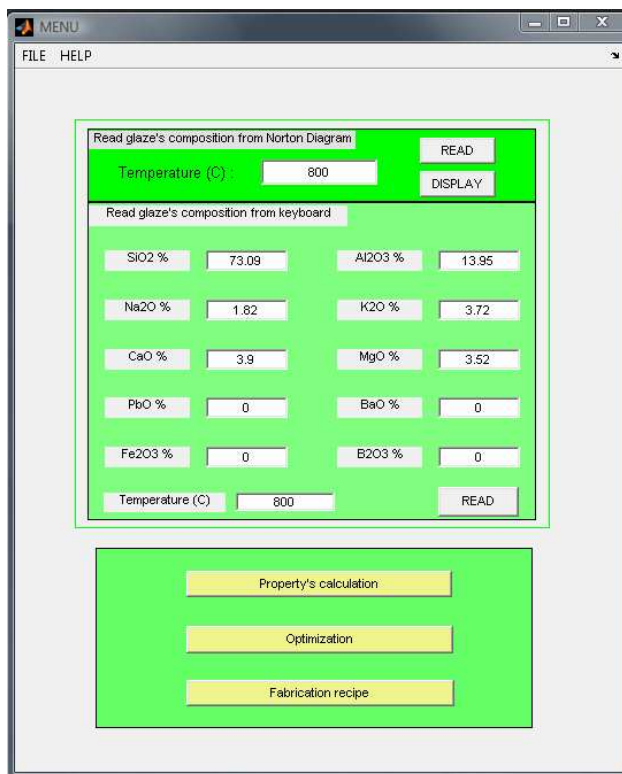 MENU
FILE HELP
Read glaze's composition from Norton Diagram
READ
Temperature (C) : 800
DISPLAY
Read glaze's composition from keyboard
SiO2 % 73.09 Al2O3 % 13.95
Na2O % 1.82 K2O % 3.72
CaO % 3.9 MgO % 3.52
PbO % 0 BaO % 0
Fe2O3 % 0 B2O3 % 0
Temperature (C) 800 READ
Property's calculation
Optimization
Fabrication recipe